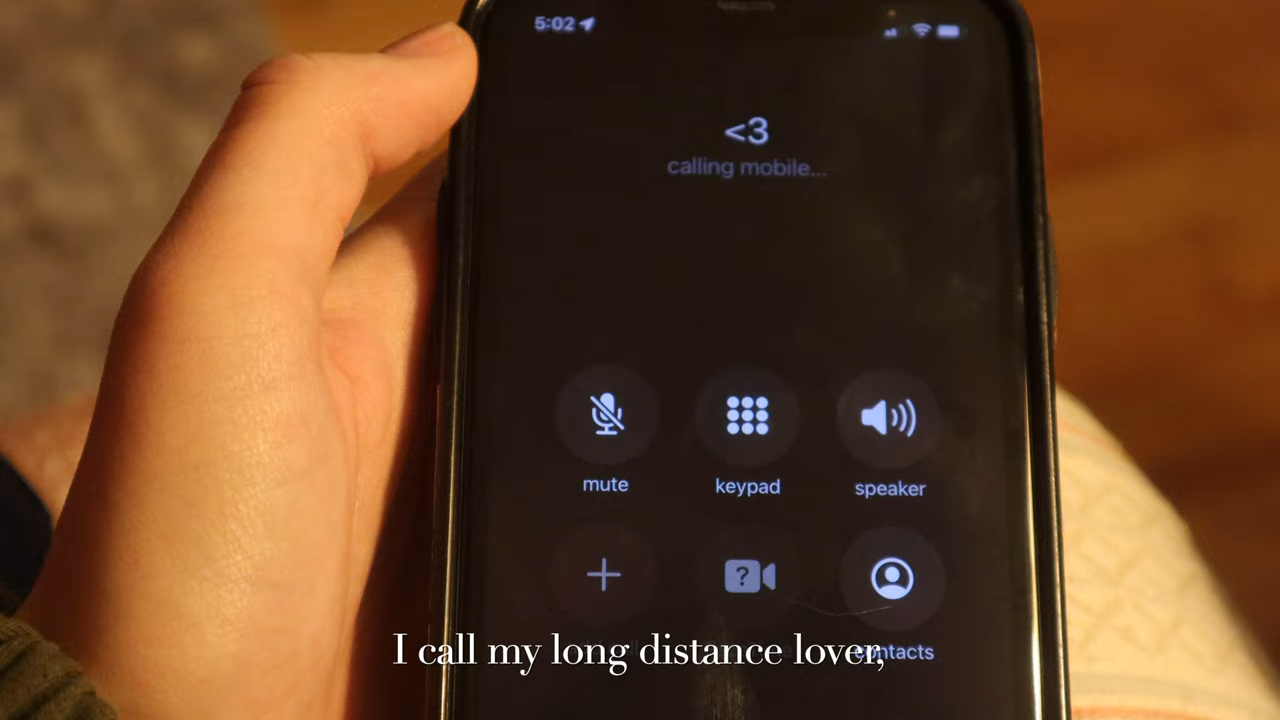 5:02
<3
calling mobile...
mute
keypad
speaker
contacts
I call my long distance lover,